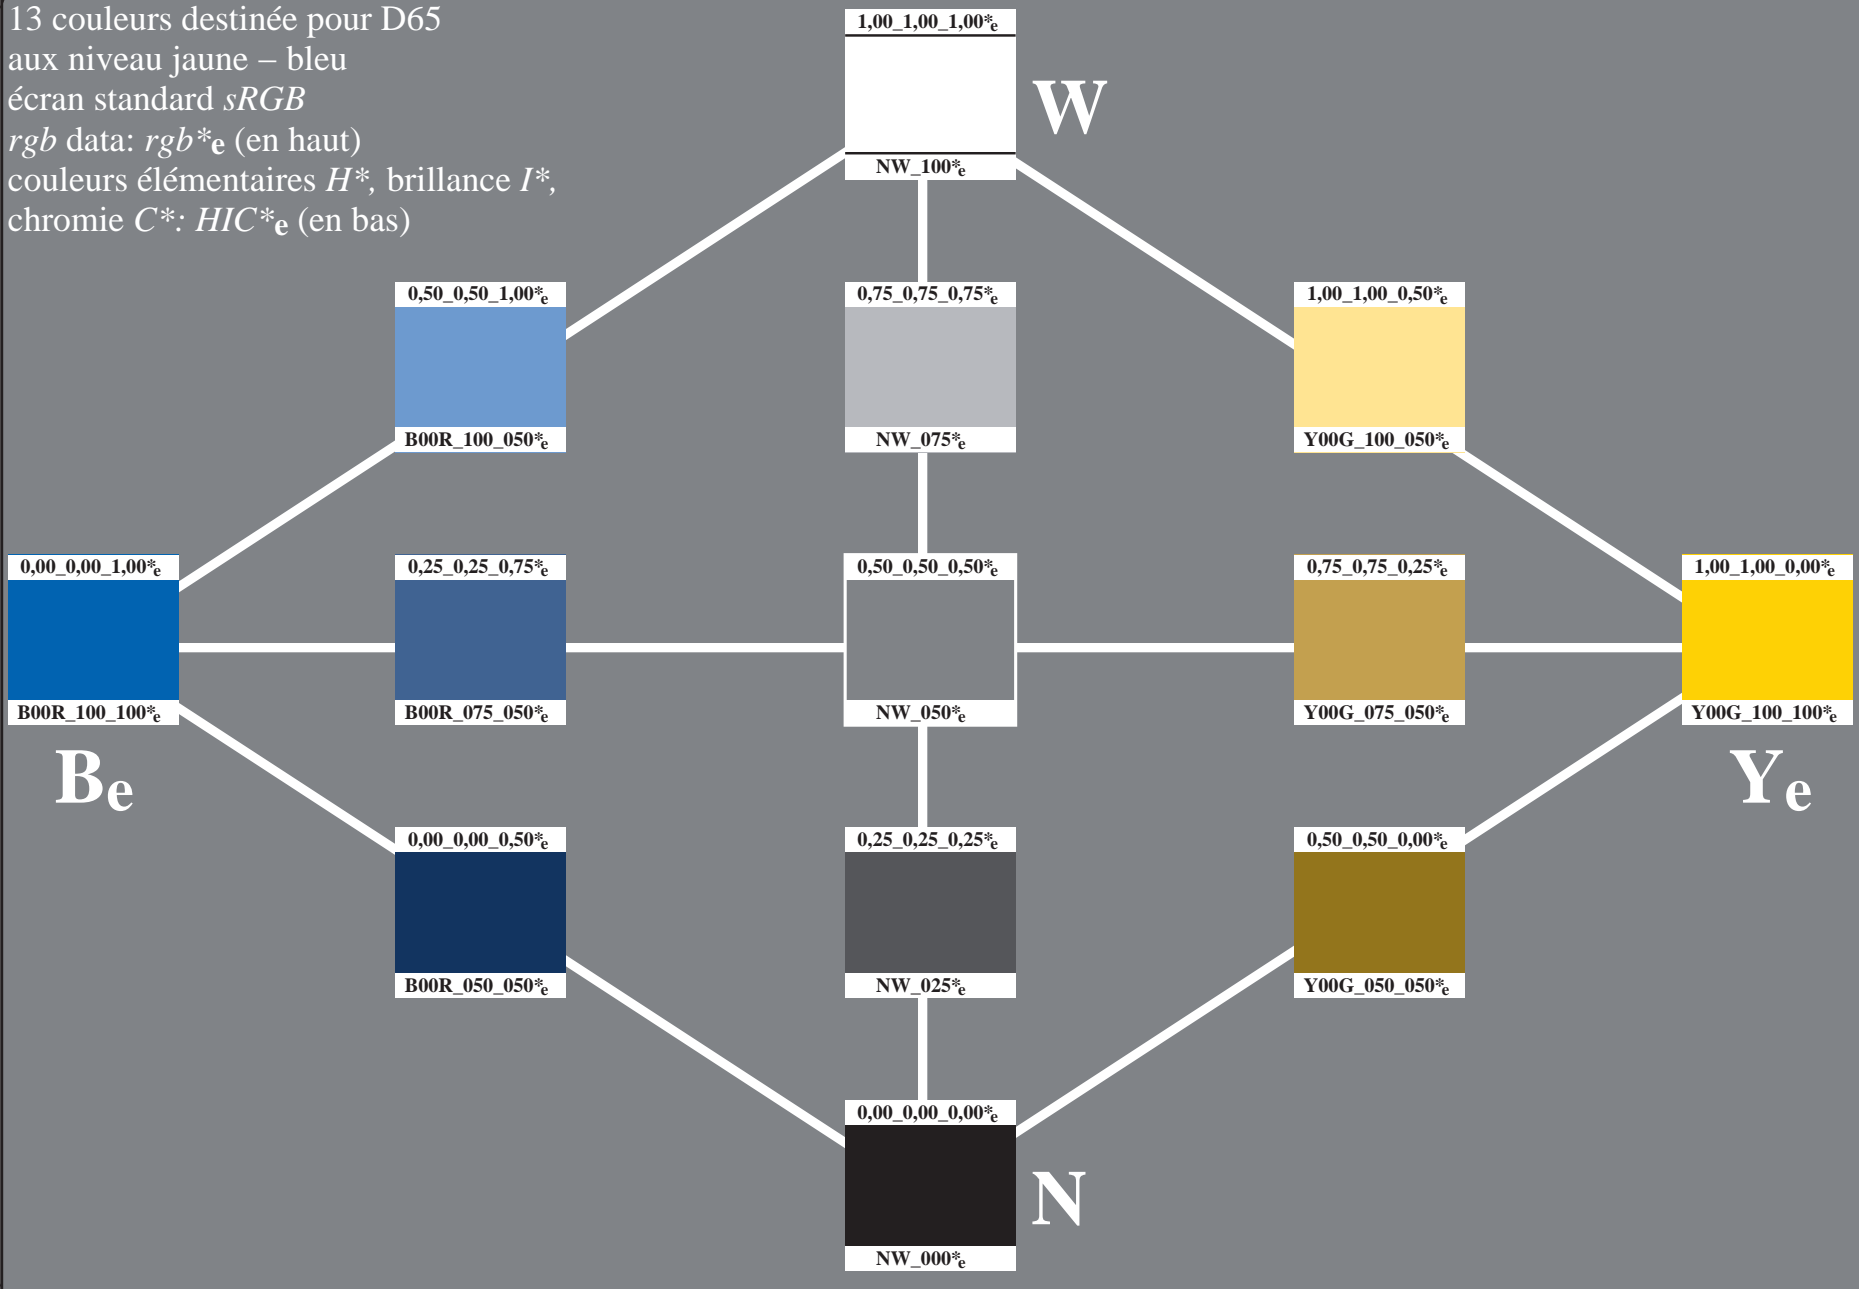 13 couleurs destinée pour D65
aux niveau jaune – bleu
écran standard sRGB
rgb data: rgb*e (en haut)
couleurs élémentaires H*, brillance I*,
chromie C*: HIC*e (en bas)
1,00_1,00_1,00*e
W
NW_100*e
0,50_0,50_1,00*e
0,75_0,75_0,75*e
1,00_1,00_0,50*e
B00R_100_050*e
NW_075*e
Y00G_100_050*e
0,00_0,00_1,00*e
0,25_0,25_0,75*e
0,50_0,50_0,50*e
0,75_0,75_0,25*e
1,00_1,00_0,00*e
B00R_100_100*e
B00R_075_050*e
NW_050*e
Y00G_075_050*e
Y00G_100_100*e
Be
Ye
0,00_0,00_0,50*e
0,25_0,25_0,25*e
0,50_0,50_0,00*e
B00R_050_050*e
NW_025*e
Y00G_050_050*e
0,00_0,00_0,00*e
N
NW_000*e